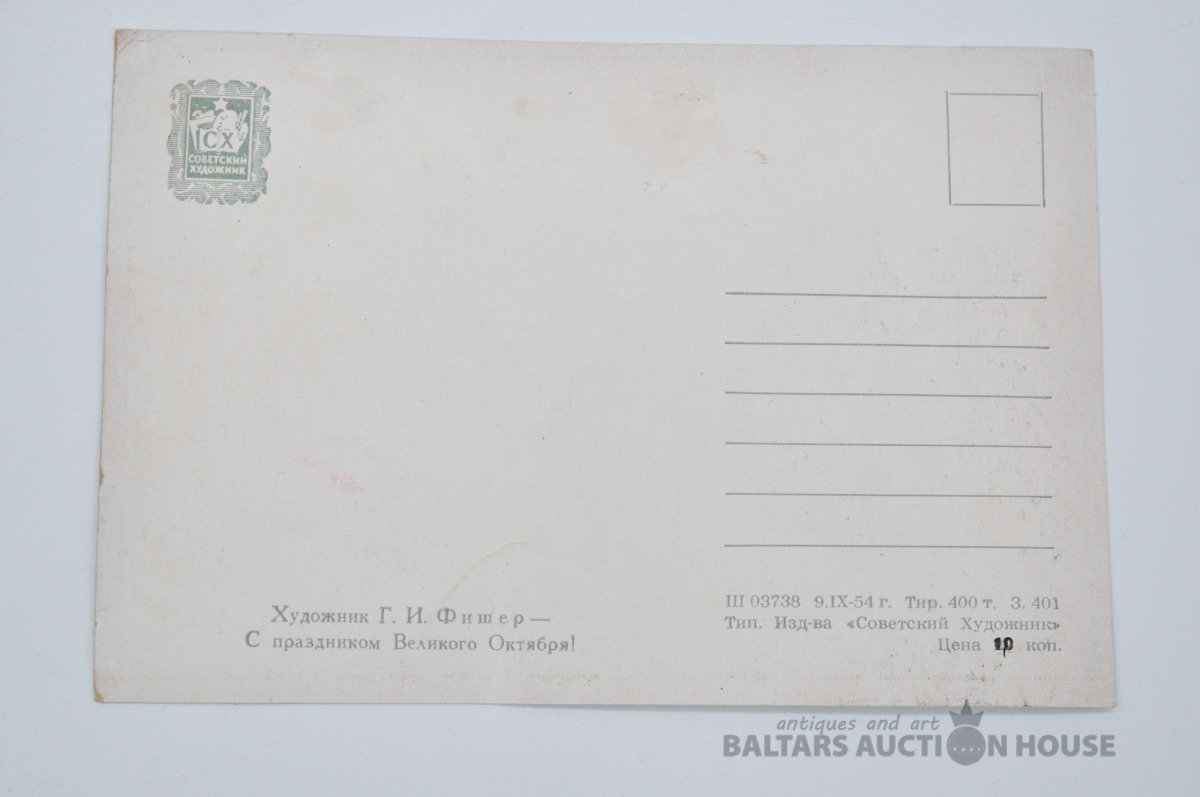 СХ
СОВЕТСКИЙ
ХУДОЖНИК
Художник Г. И. Фишер —
С праздником Великого Октября!
Ш 03738 9.IX-54 г. Тир. 400 т. З. 401
Тип. Изд-ва «Советский Художник»
Цена 10 коп.
antiques and art
BALTARS AUCTION HOUSE